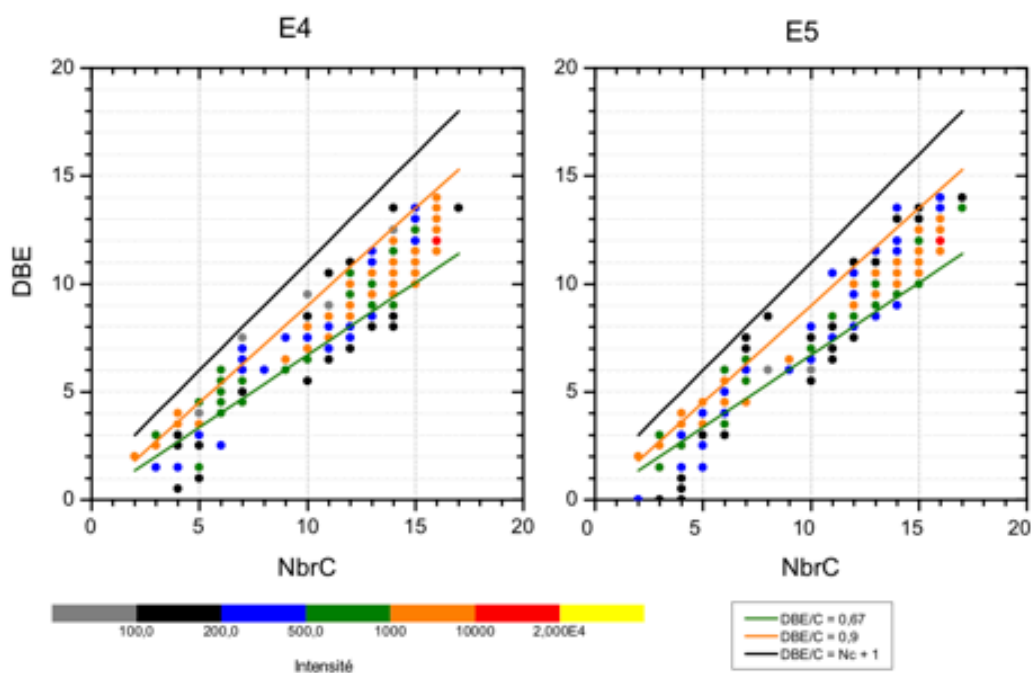 E4
E5
20
15
10
5
0
DBE
0 5 10 15 20
NbrC
20
15
10
5
0
0 5 10 15 20
NbrC
100,0 200,0 500,0 1000 10000 2,000E4
Intensité
DBE/C = 0,67
DBE/C = 0,9
DBE/C = Nc + 1